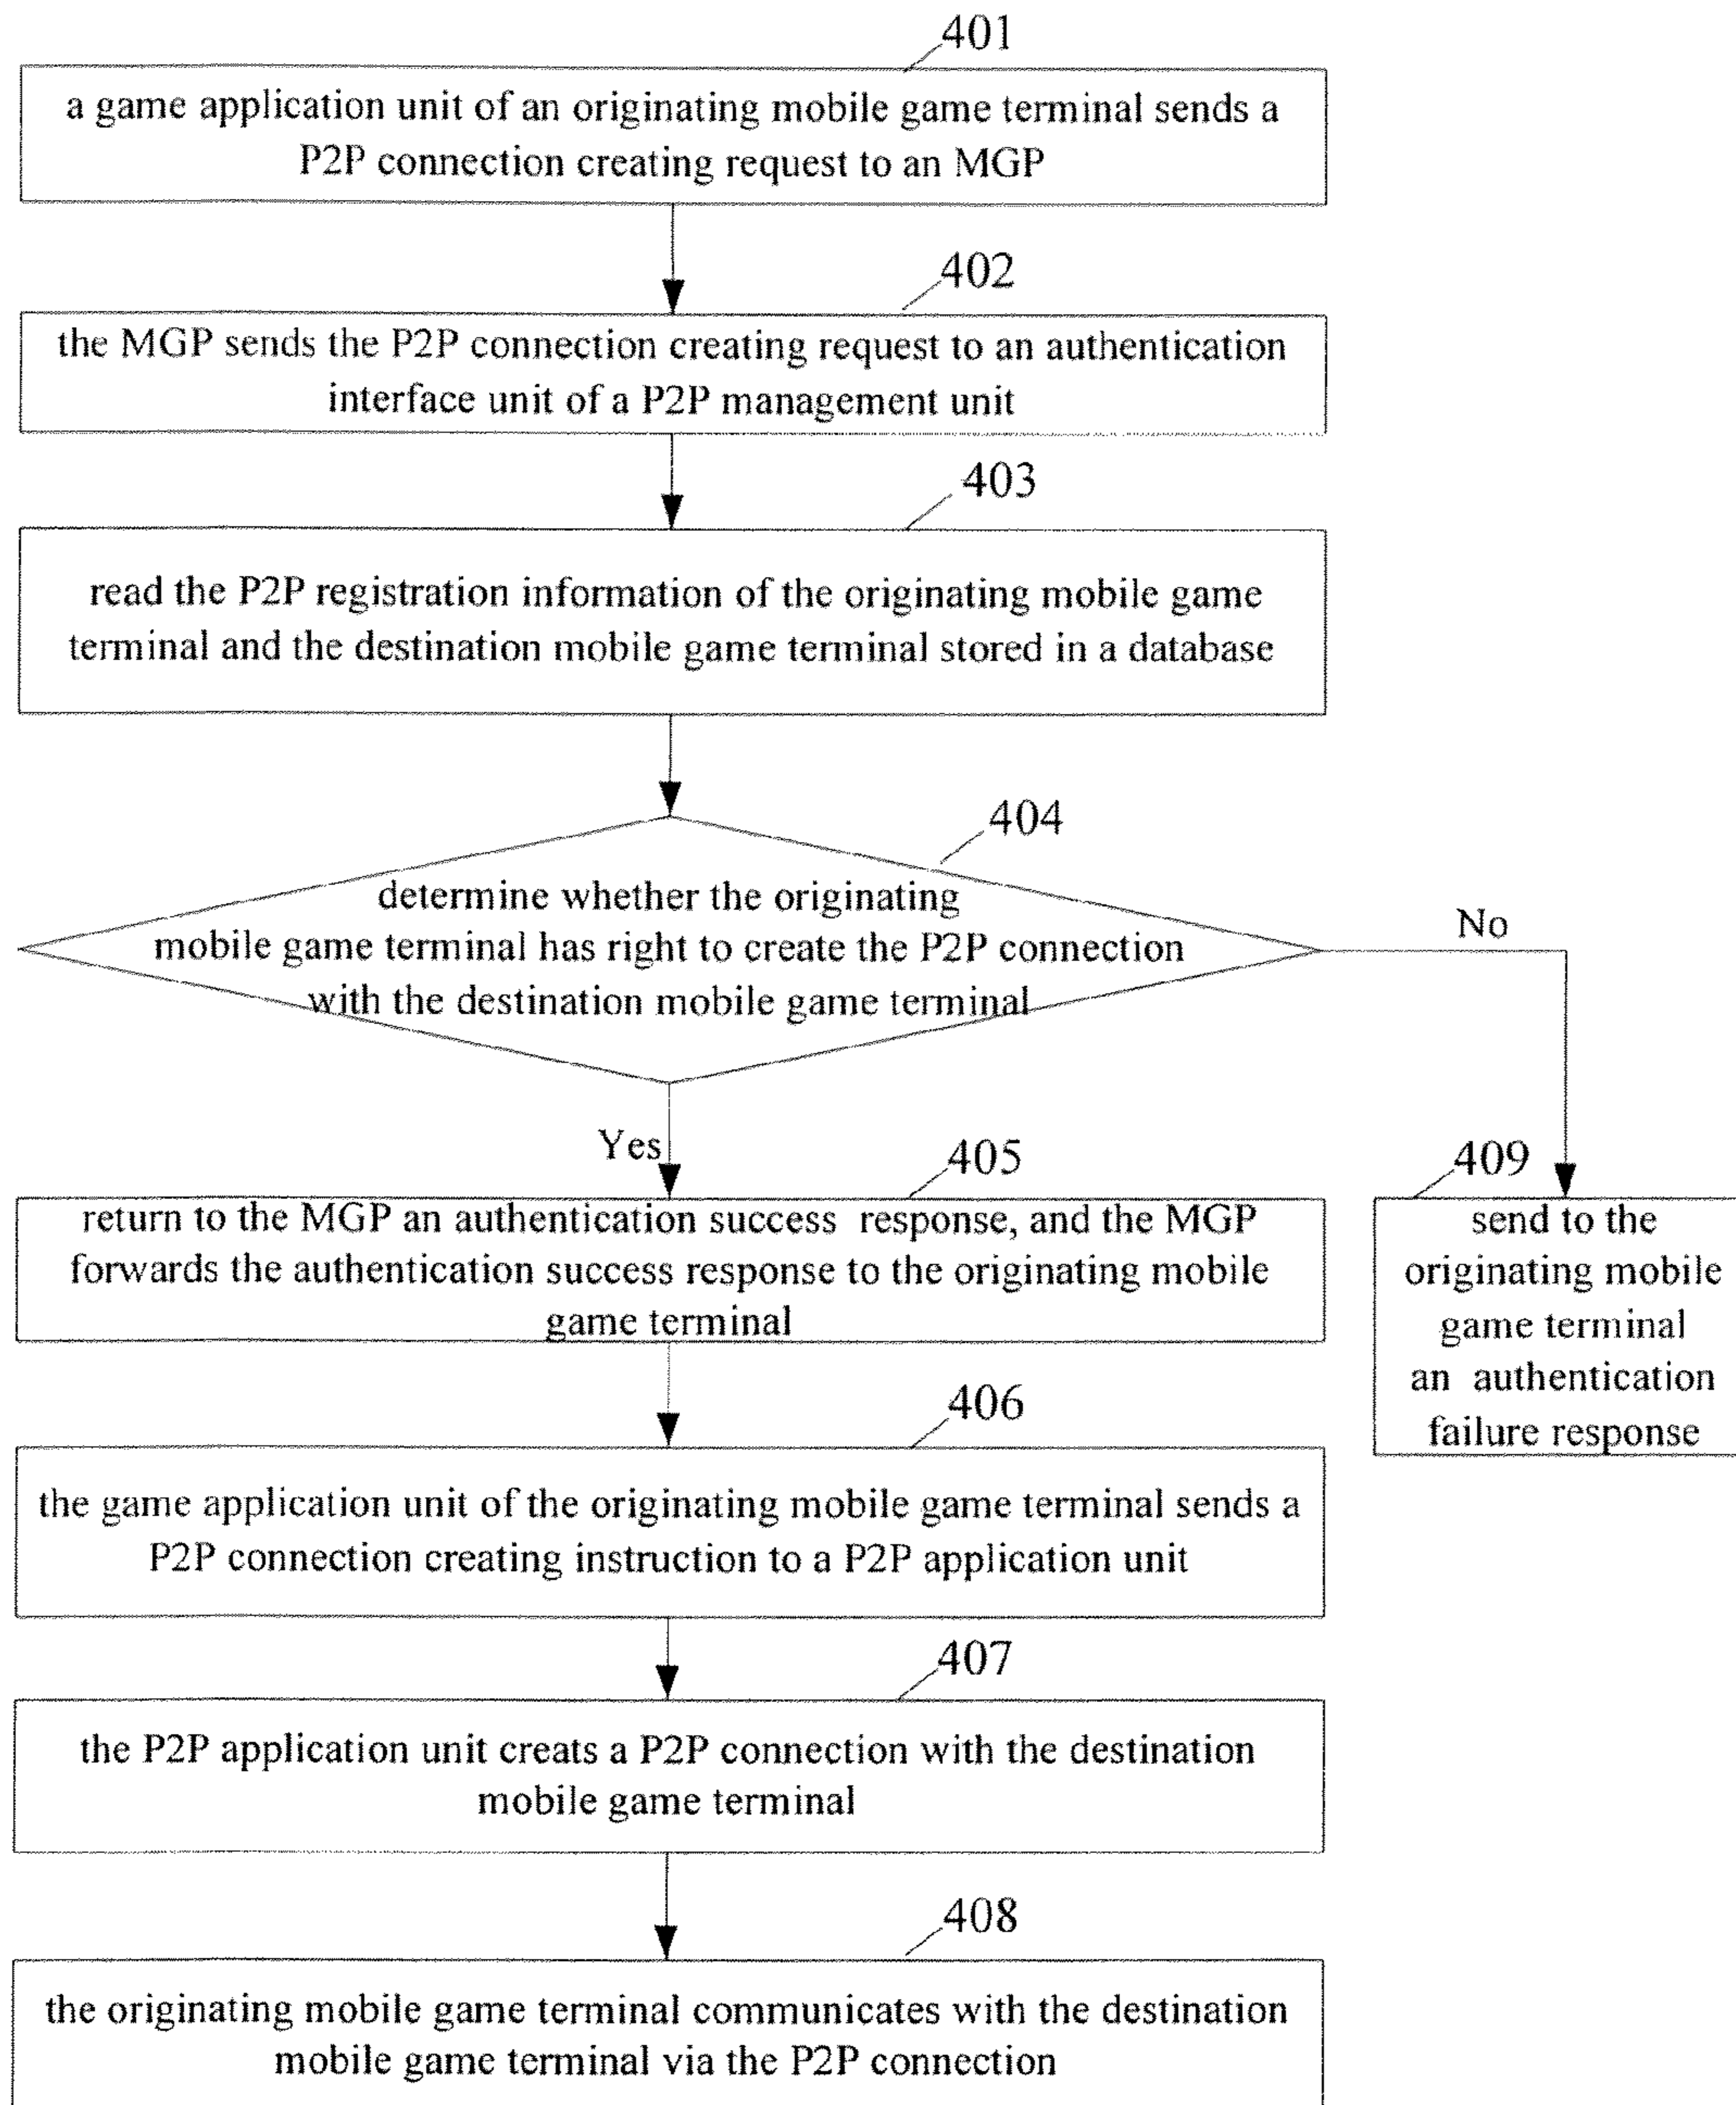 401
a game application unit of an originating mobile game terminal sends a
P2P connection creating request to an MGP
402
the MGP sends the P2P connection creating request to an authentication
interface unit of a P2P management unit
403
read the P2P registration information of the originating mobile game
terminal and the destination mobile game terminal stored in a database
404
determine whether the originating
mobile game terminal has right to create the P2P connection
with the destination mobile game terminal
No
Yes
405
return to the MGP an authentication success response, and the MGP
forwards the authentication success response to the originating mobile
game terminal
409
send to the
originating mobile
game terminal
an authentication
failure response
406
the game application unit of the originating mobile game terminal sends a
P2P connection creating instruction to a P2P application unit
407
the P2P application unit creats a P2P connection with the destination
mobile game terminal
408
the originating mobile game terminal communicates with the destination
mobile game terminal via the P2P connection